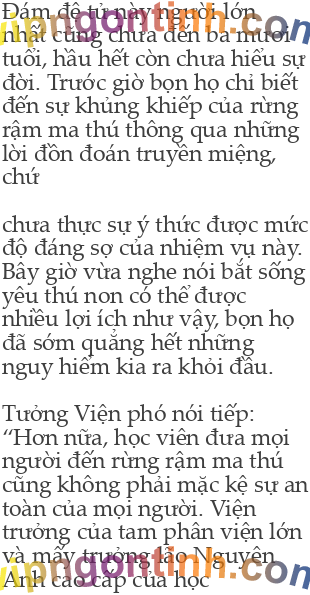 Đám đệ tử này người lớn
nhất cũng chưa đến ba mươi
tuổi, hầu hết còn chưa hiểu sự
đời. Trước giờ bọn họ chỉ biết
đến sự khủng khiếp của rừng
rậm ma thú thông qua những
lời đồn đoán truyền miệng,
chứ
chưa thực sự ý thức được mức
độ đáng sợ của nhiệm vụ này.
Bây giờ vừa nghe nói bắt sống
yêu thú non có thể được
nhiều lợi ích như vậy, bọn họ
đã sớm quẳng hết những
nguy hiểm kia ra khỏi đầu.
Tưởng Viện phó nói tiếp:
“Hơn nữa, học viên đưa mọi
người đến rừng rậm ma thú
cũng không phải mặc kệ sự an
toàn của mọi người. Viện
trưởng của tam phân viện lớn
và mấy trưởng lão Nguyên
Anh cao cấp của học
vipngontinh.com
vipngontinh.com